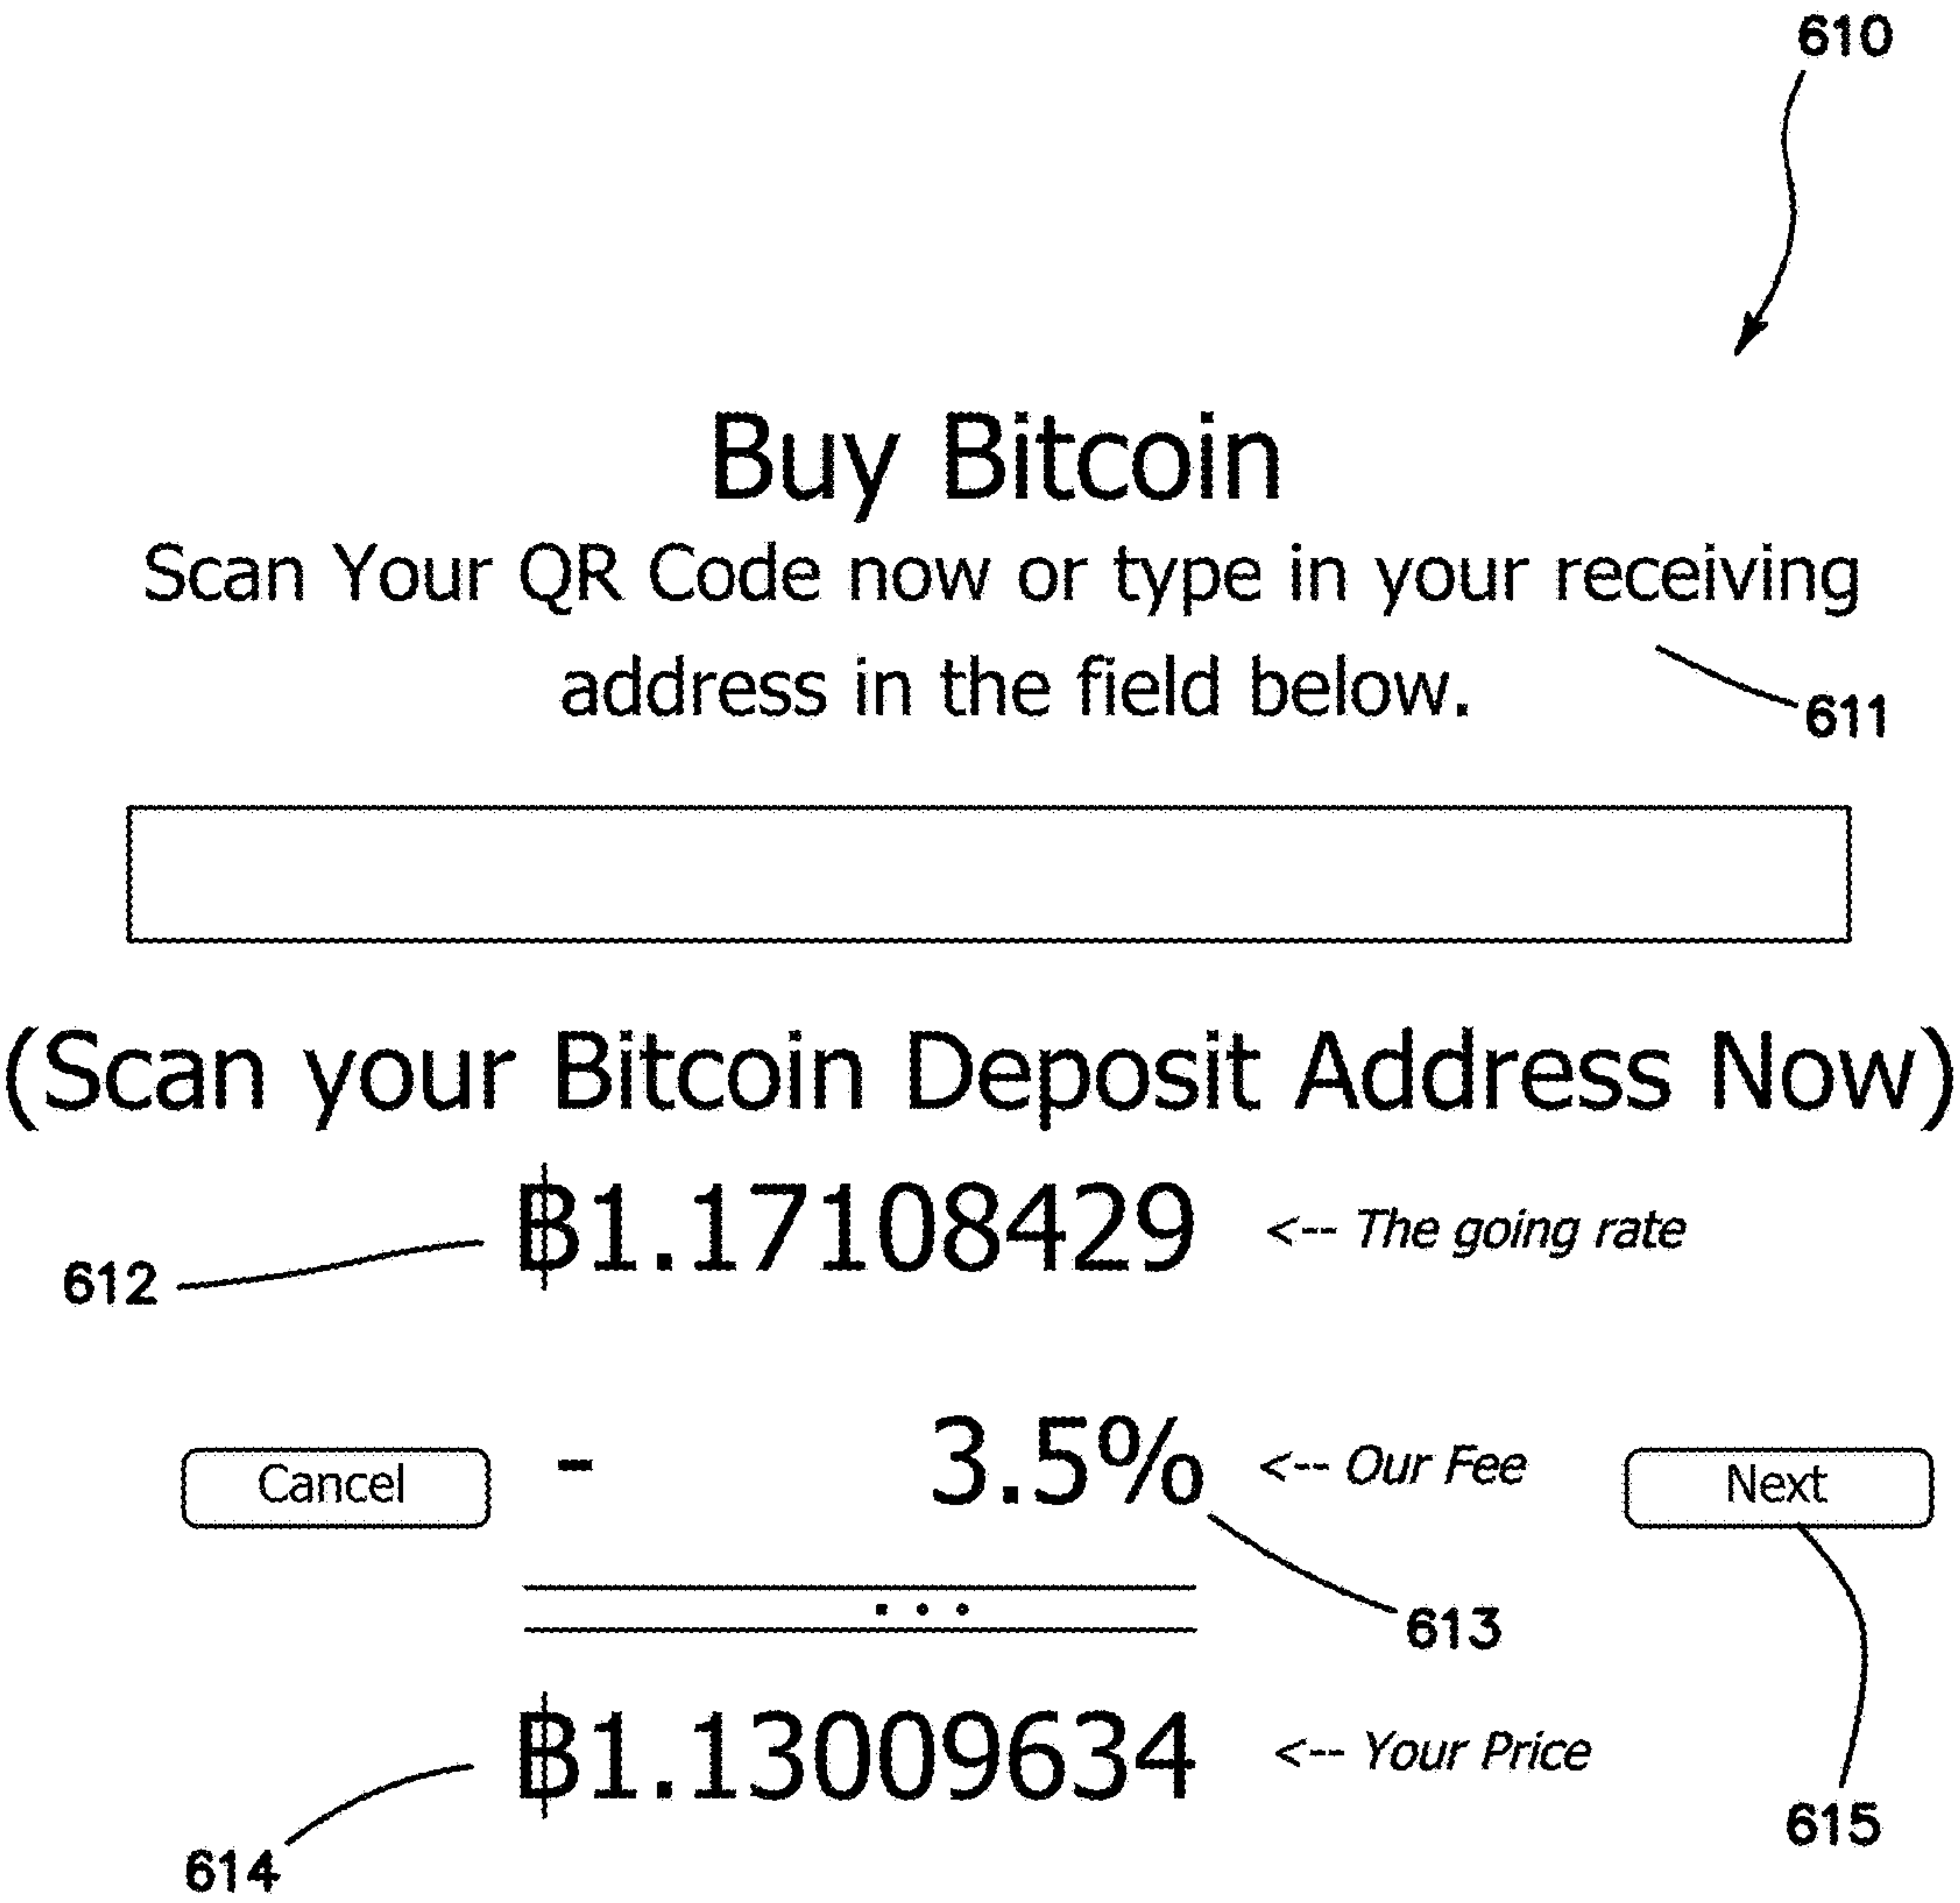 610
Buy Bitcoin
Scan Your QR Code now or type in your receiving
address in the field below.
611
(Scan your Bitcoin Deposit Address Now)
฿1.17108429 <-- The going rate
612
Cancel - 3.5% <-- Our Fee Next
...
613
฿1.13009634 <-- Your Price
615
614